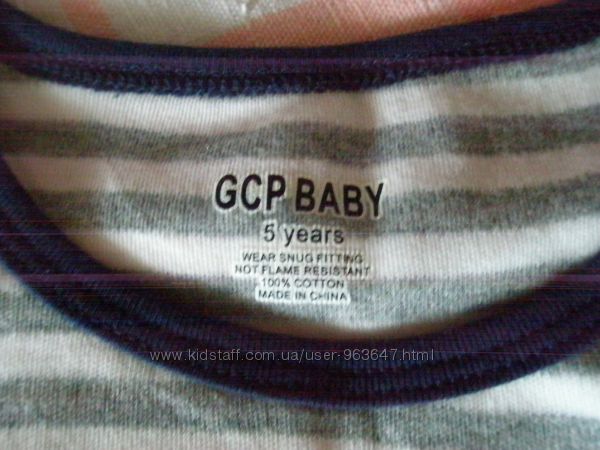 GCP BABY
5 years
WEAR SNUG FITTING
NOT FLAME RESISTANT
100% COTTON
MADE IN CHINA
www.kidstaff.com.ua/user-963647.html